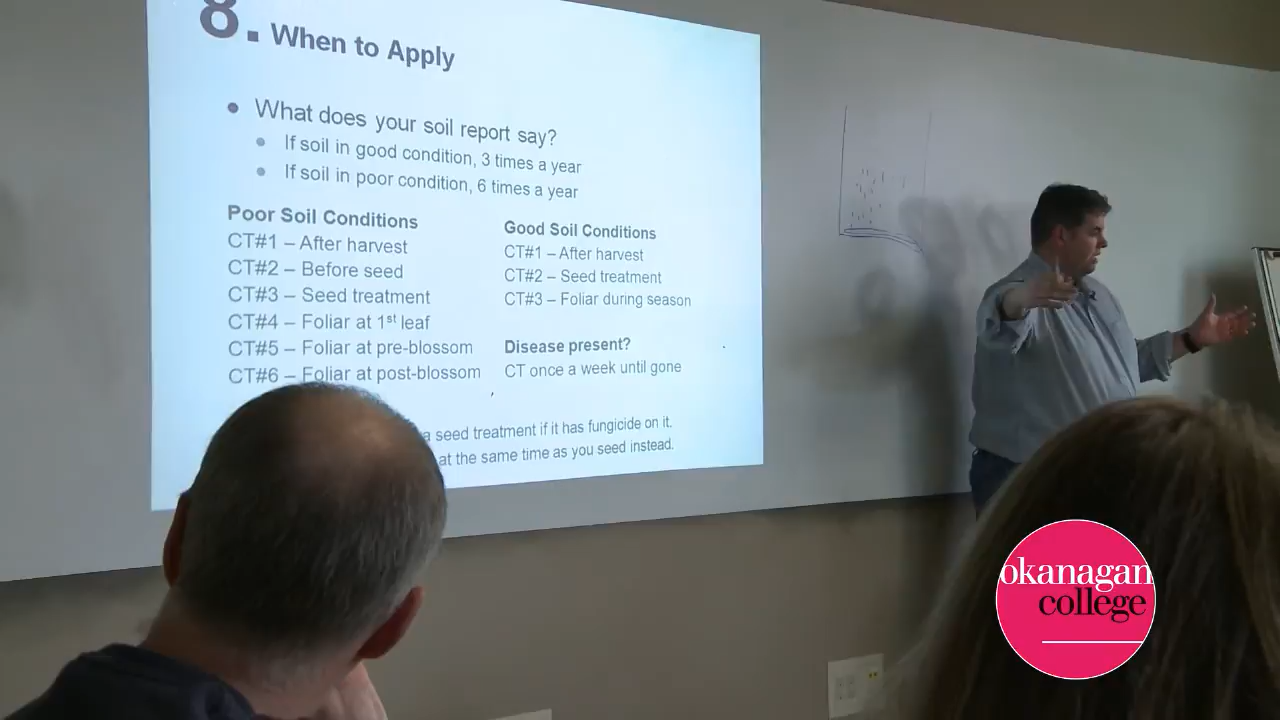 8. When to Apply
• What does your soil report say?
• If soil in good condition, 3 times a year
• If soil in poor condition, 6 times a year
Poor Soil Conditions
CT#1 – After harvest
CT#2 – Before seed
CT#3 – Seed treatment
CT#4 – Foliar at 1st leaf
CT#5 – Foliar at pre-blossom
CT#6 – Foliar at post-blossom
Good Soil Conditions
CT#1 – After harvest
CT#2 – Seed treatment
CT#3 – Foliar during season
Disease present?
CT once a week until gone
a seed treatment if it has fungicide on it.
at the same time as you seed instead.
okanagan
college